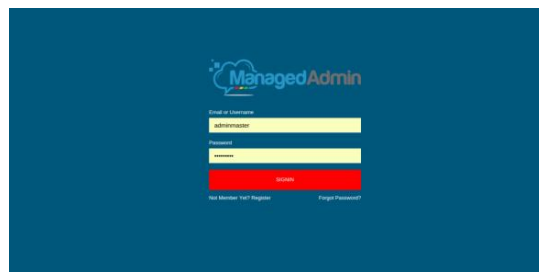 ManagedAdmin
Email or Username
adminmaster
Password
•••••••••
SIGNIN
Not Member Yet? Register Forgot Password?